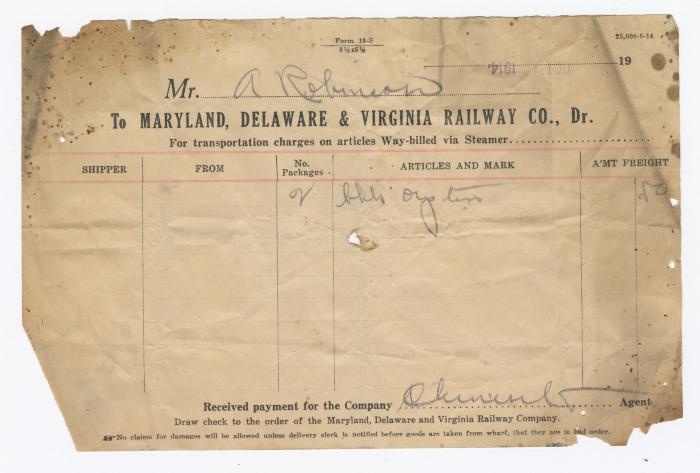 Form 19-S
8½x5½
25,000-6-14
1914
19
Mr. A Robinson
To MARYLAND, DELAWARE & VIRGINIA RAILWAY CO., Dr.
For transportation charges on articles Way-billed via Steamer
SHIPPER FROM No. Packages ARTICLES AND MARK A'MT FREIGHT
2 bbls oysters 50
Received payment for the Company Agent
Draw check to the order of the Maryland, Delaware and Virginia Railway Company.
No claims for damages will be allowed unless delivery clerk is notified before goods are taken from wharf, that they are in bad order.